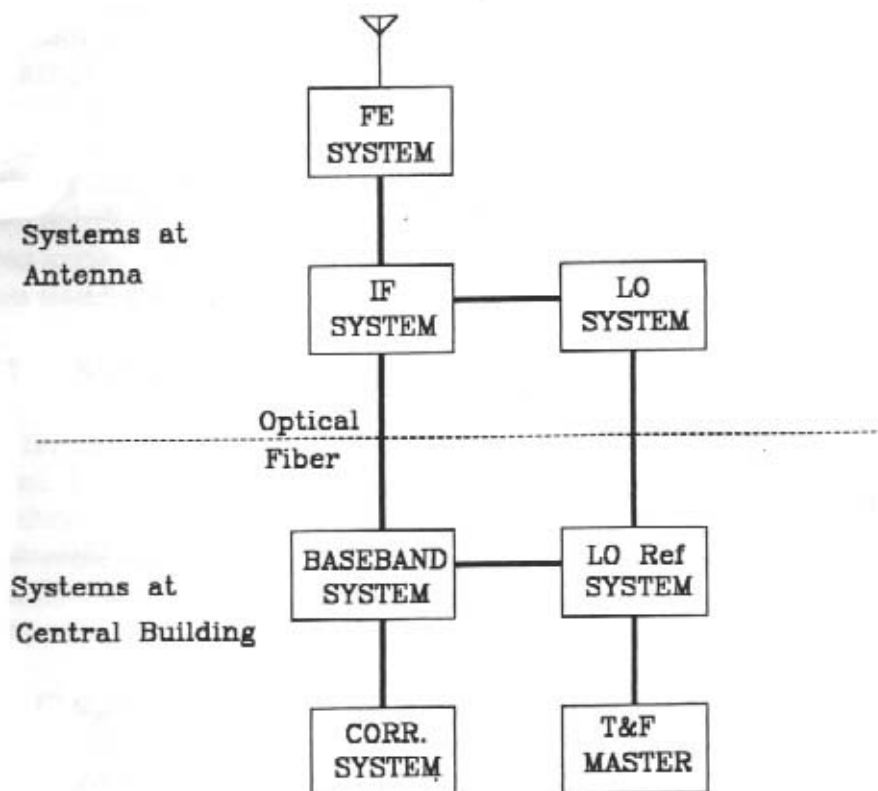 FE
SYSTEM
Systems at
Antenna
IF
SYSTEM
LO
SYSTEM
Optical
Fiber
BASEBAND
SYSTEM
LO Ref
SYSTEM
Systems at
Central Building
CORR.
SYSTEM
T&F
MASTER